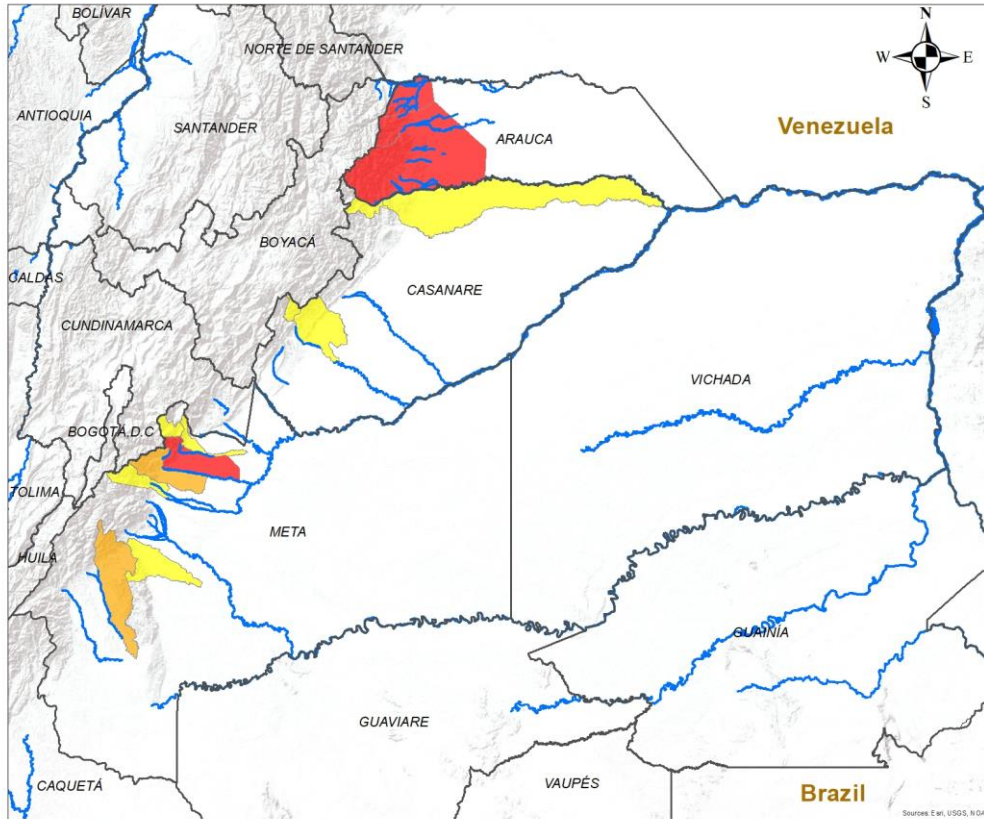 BOLÍVAR
N
NORTE DE SANTANDER
W E
S
ANTIOQUIA
SANTANDER
Venezuela
ARAUCA
BOYACÁ
CALDAS
CASANARE
CUNDINAMARCA
VICHADA
BOGOTÁ, D.C
TOLIMA
META
HUILA
GUAINÍA
GUAVIARE
CAQUETÁ
VAUPÉS
Brazil
Sources: Esri, USGS, NOA